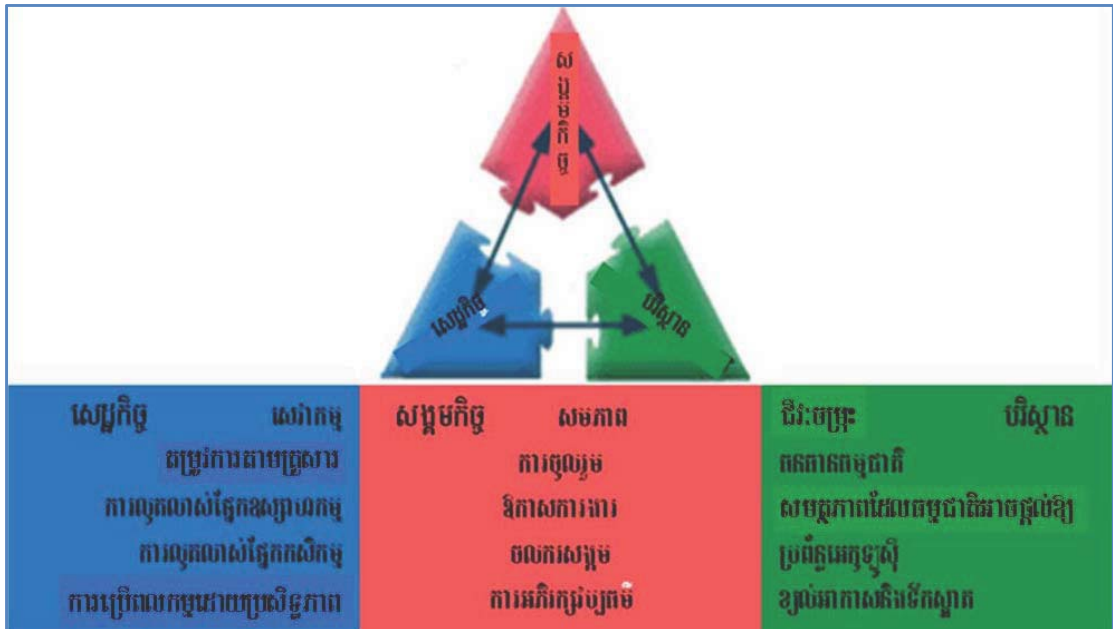 សង្គមកិច្ច
សេដ្ឋកិច្ច
បរិស្ថាន
សេដ្ឋកិច្ច សេវាកម្ម
តម្រូវការតាមគ្រួសារ
ការលូតលាស់ផ្នែកឧស្សាហកម្ម
ការលូតលាស់ផ្នែកកសិកម្ម
ការប្រើពលកម្មដោយប្រសិទ្ធភាព
សង្គមកិច្ច សមភាព
ការចូលរួម
ឱកាសការងារ
ចលករសង្គម
ការអភិរក្សវប្បធម៌
ជីវៈចម្រុះ បរិស្ថាន
ធនធានធម្មជាតិ
សមត្ថភាពដែលធម្មជាតិអាចផ្តល់ឱ្យ
ប្រព័ន្ធអេកូឡូស៊ី
ខ្យល់អាកាសនិងទឹកស្អាត